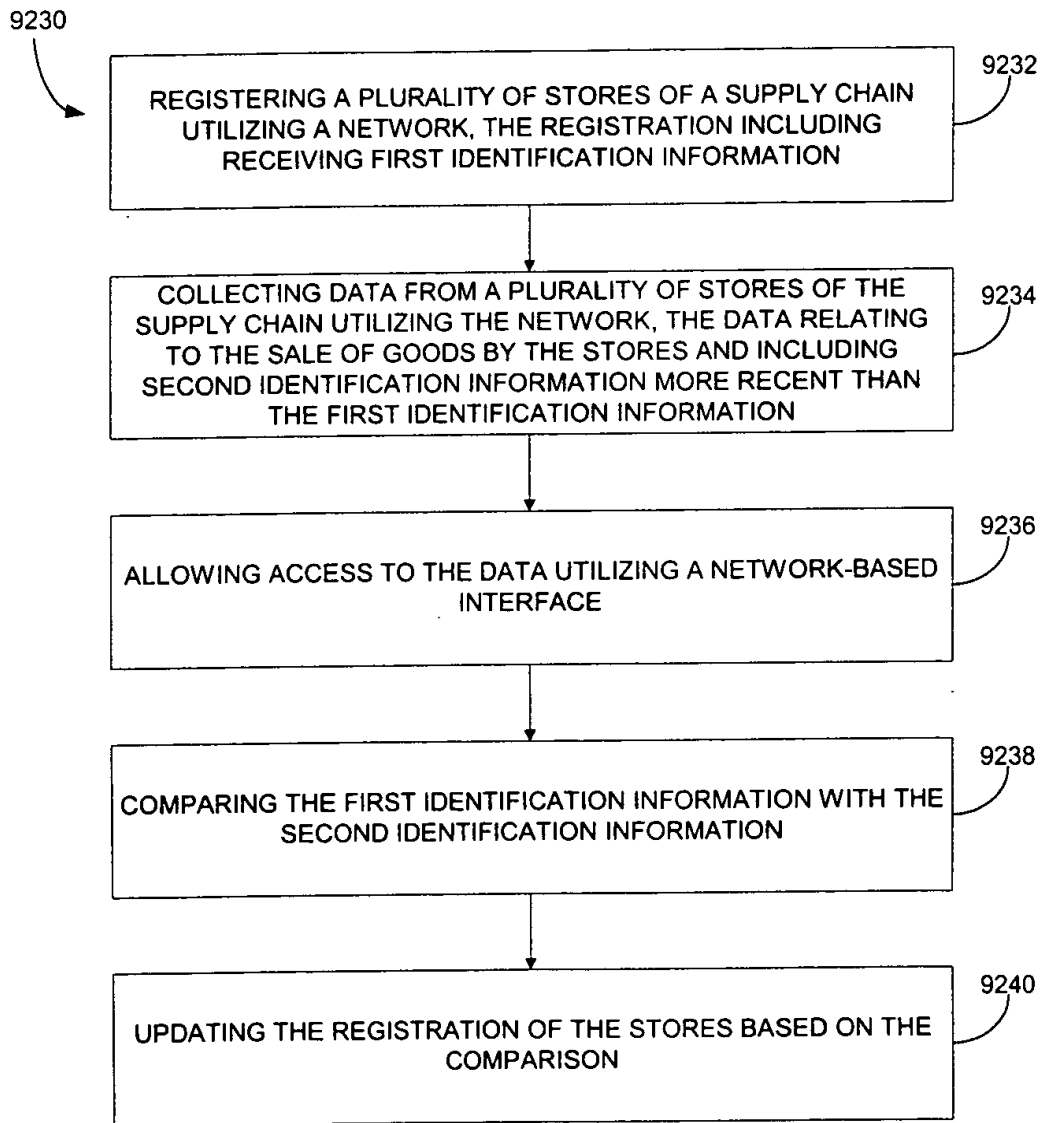 9230
9232
REGISTERING A PLURALITY OF STORES OF A SUPPLY CHAIN
UTILIZING A NETWORK, THE REGISTRATION INCLUDING
RECEIVING FIRST IDENTIFICATION INFORMATION
9234
COLLECTING DATA FROM A PLURALITY OF STORES OF THE
SUPPLY CHAIN UTILIZING THE NETWORK, THE DATA RELATING
TO THE SALE OF GOODS BY THE STORES AND INCLUDING
SECOND IDENTIFICATION INFORMATION MORE RECENT THAN
THE FIRST IDENTIFICATION INFORMATION
9236
ALLOWING ACCESS TO THE DATA UTILIZING A NETWORK-BASED
INTERFACE
9238
COMPARING THE FIRST IDENTIFICATION INFORMATION WITH THE
SECOND IDENTIFICATION INFORMATION
9240
UPDATING THE REGISTRATION OF THE STORES BASED ON THE
COMPARISON